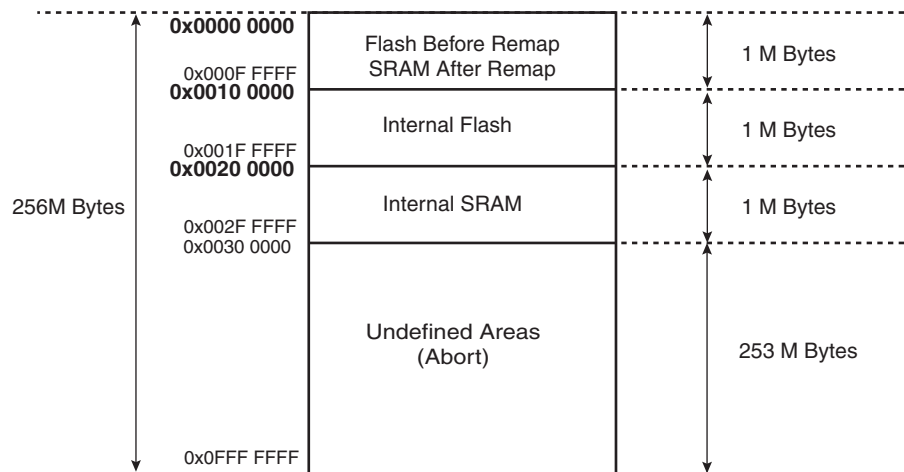 0x0000 0000
Flash Before Remap
SRAM After Remap
1 M Bytes
0x000F FFFF
0x0010 0000
Internal Flash
1 M Bytes
0x001F FFFF
0x0020 0000
256M Bytes
Internal SRAM
1 M Bytes
0x002F FFFF
0x0030 0000
Undefined Areas
(Abort)
253 M Bytes
0x0FFF FFFF